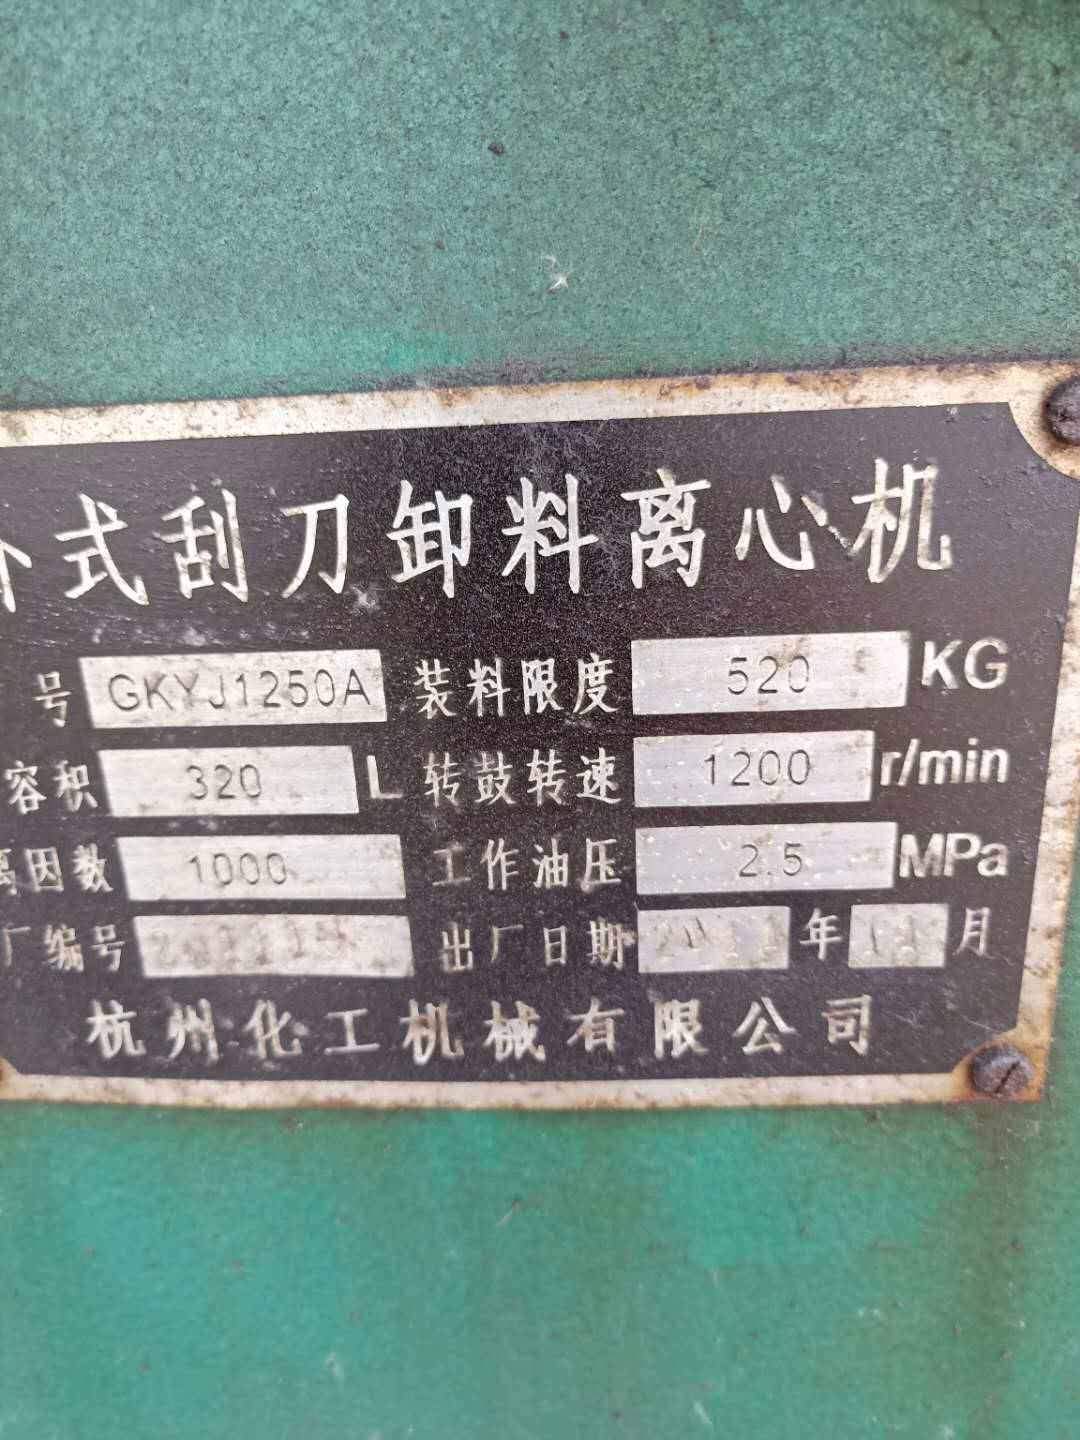 卧式刮刀卸料离心机
号 GKYJ1250A 装料限度 520 KG
容积 320 L 转鼓转速 1200 r/min
离因数 1000 工作油压 2.5 MPa
厂编号 出厂日期 年 月
杭州化工机械有限公司